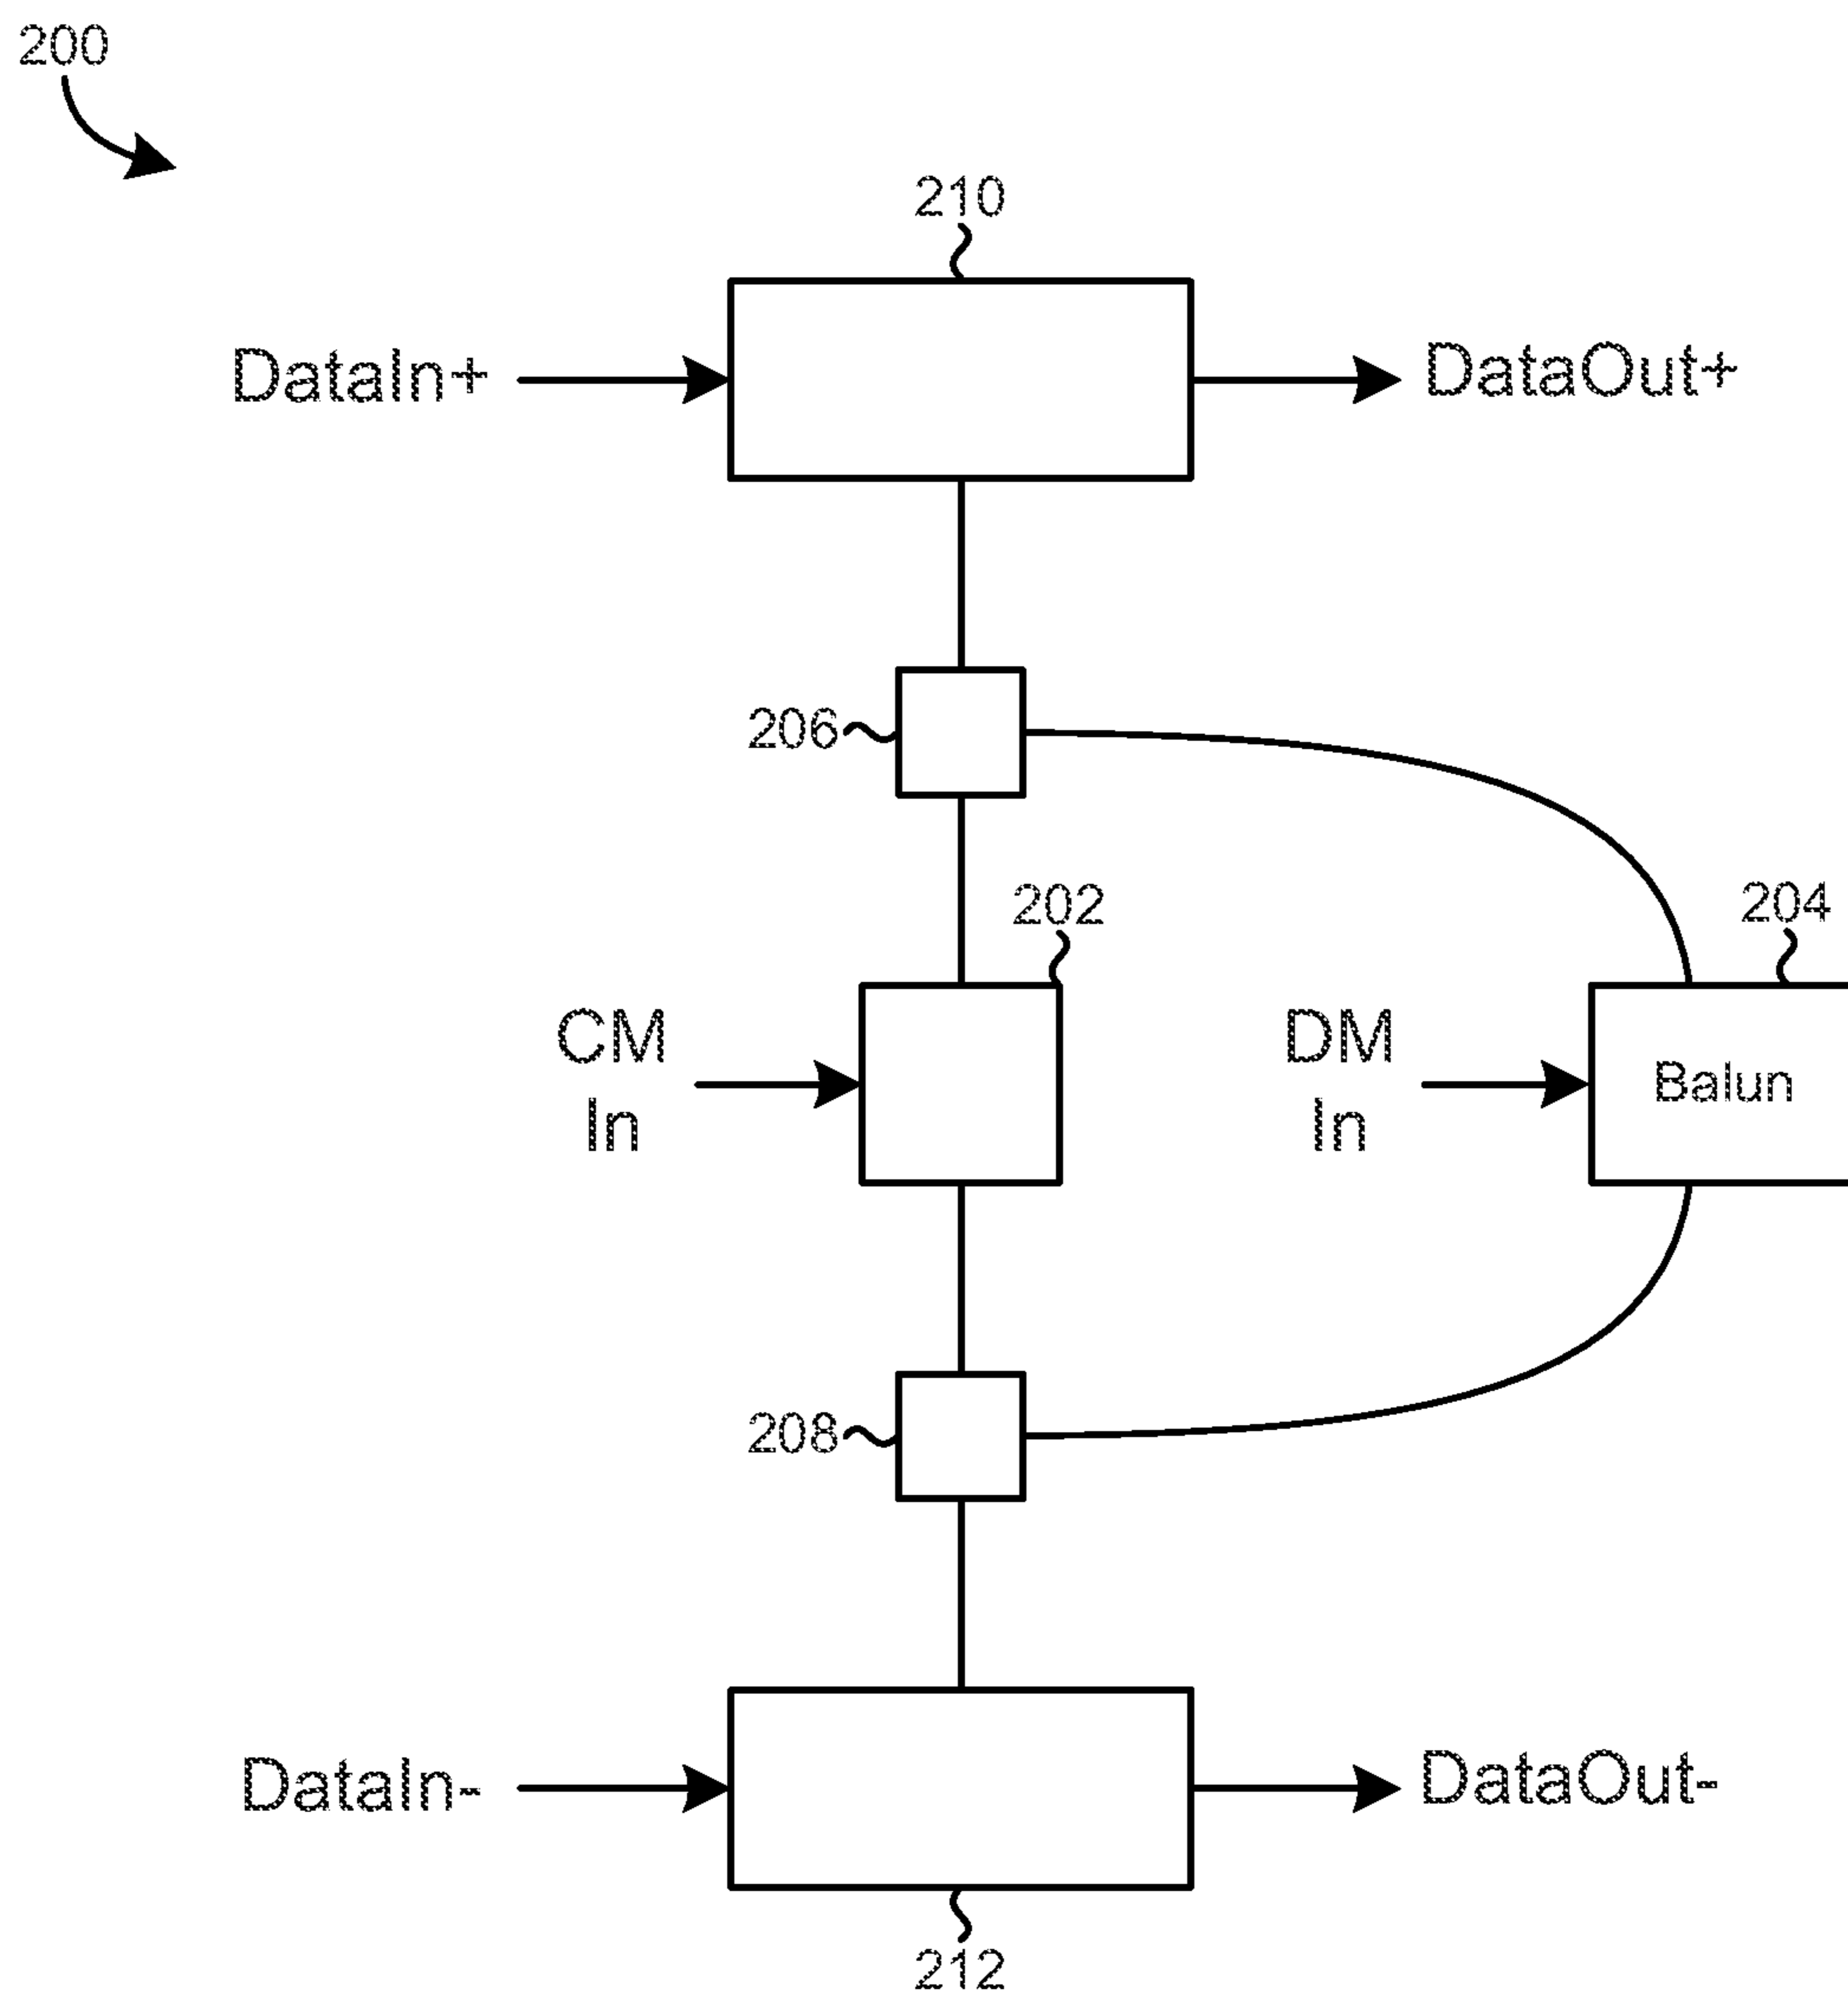 200
210
DataIn+
DataOut+
206
202
204
CM
In
DM
In
Balun
208
DataIn-
DataOut-
212